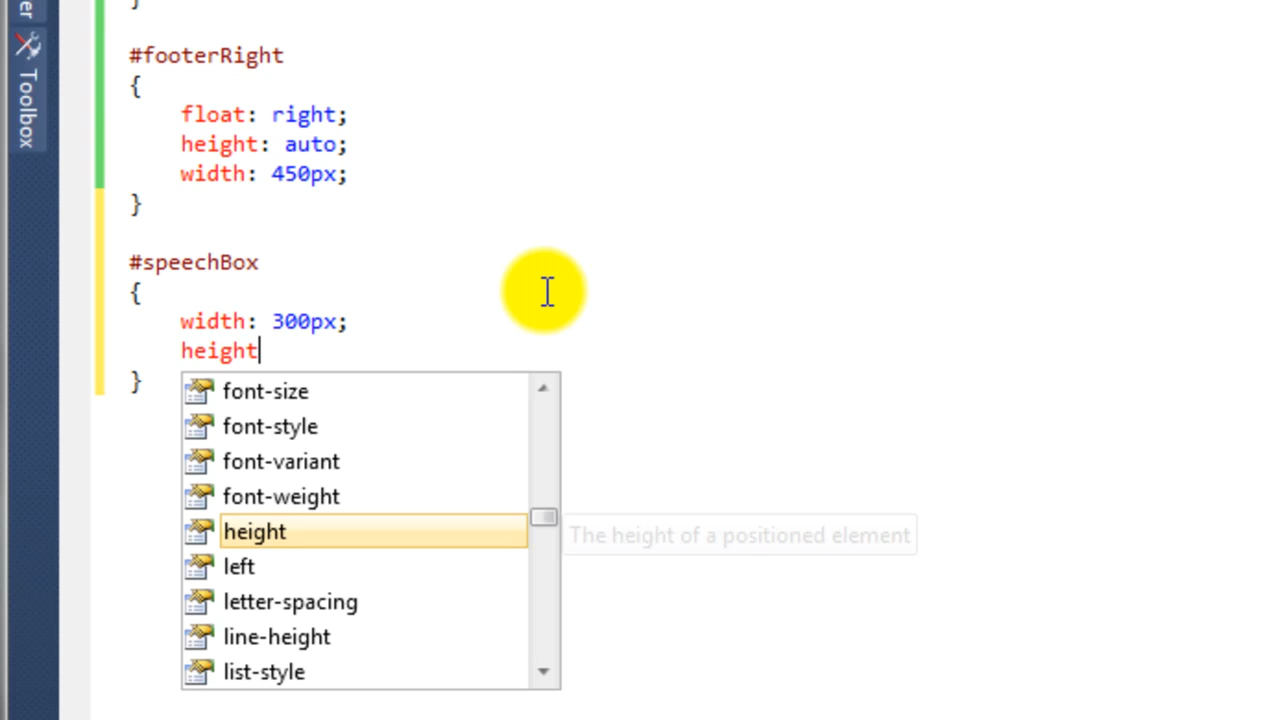 er
Toolbox
}
#footerRight
{
float: right;
height: auto;
width: 450px;
}
#speechBox
{
width: 300px;
height
}
font-size
font-style
font-variant
font-weight
height
The height of a positioned element
left
letter-spacing
line-height
list-style